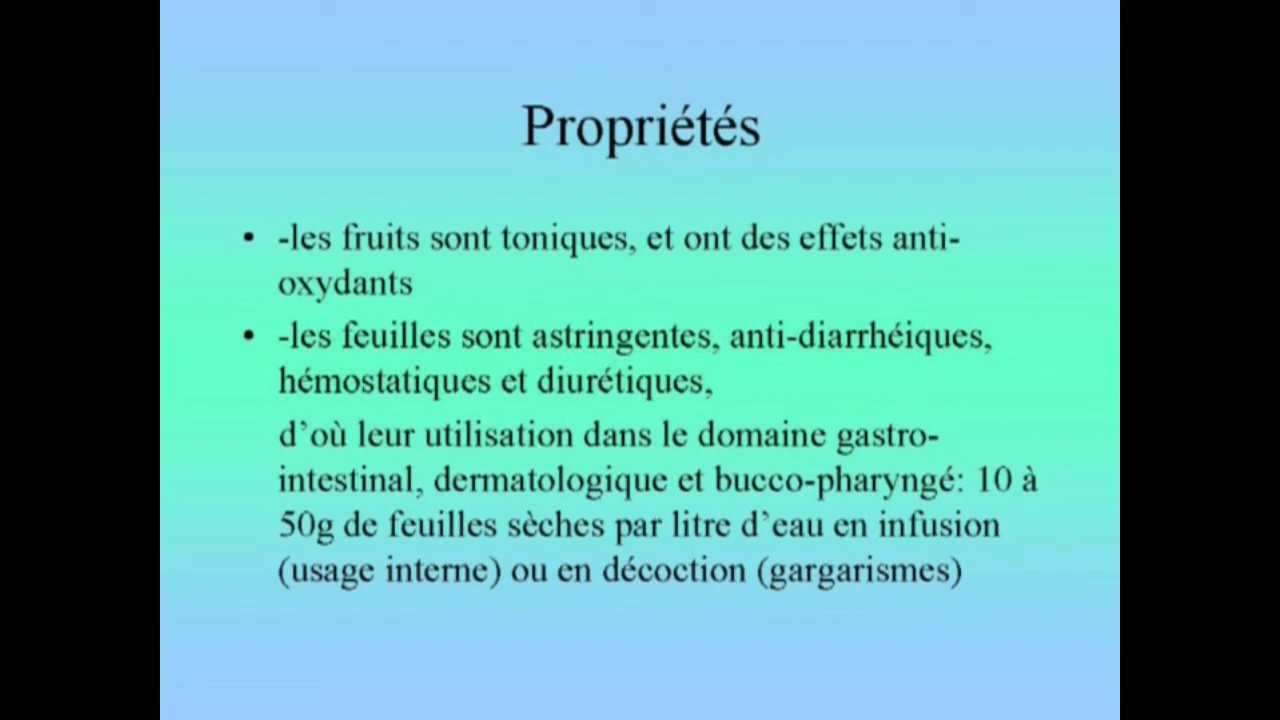 Propriétés
• -les fruits sont toniques, et ont des effets anti-
oxydants
• -les feuilles sont astringentes, anti-diarrhéiques,
hémostatiques et diurétiques,
d’où leur utilisation dans le domaine gastro-
intestinal, dermatologique et bucco-pharyngé: 10 à
50g de feuilles sèches par litre d’eau en infusion
(usage interne) ou en décoction (gargarismes)